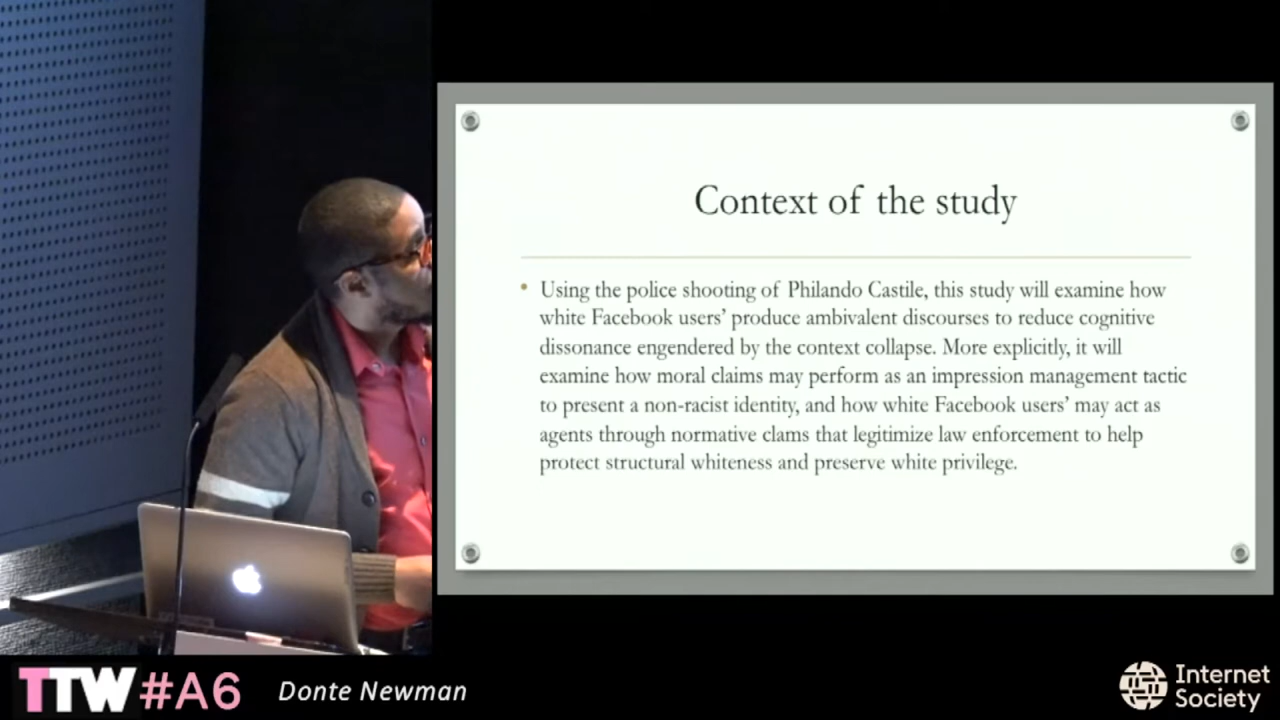 Context of the study
• Using the police shooting of Philando Castile, this study will examine how
white Facebook users’ produce ambivalent discourses to reduce cognitive
dissonance engendered by the context collapse. More explicitly, it will
examine how moral claims may perform as an impression management tactic
to present a non-racist identity, and how white Facebook users’ may act as
agents through normative clams that legitimize law enforcement to help
protect structural whiteness and preserve white privilege.
TTW #A6
Donte Newman
Internet
Society